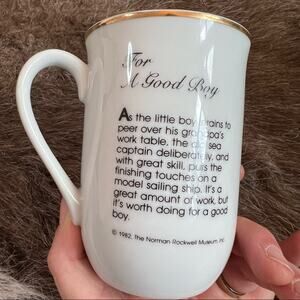 For
A Good Boy
As the little boy strains to
peer over his grandpa's
work table, the old sea
captain deliberately, and
with great skill, puts the
finishing touches on a
model sailing ship. It's a
great amount of work, but
it's worth doing for a good
boy.
© 1982, The Norman Rockwell Museum, Inc.